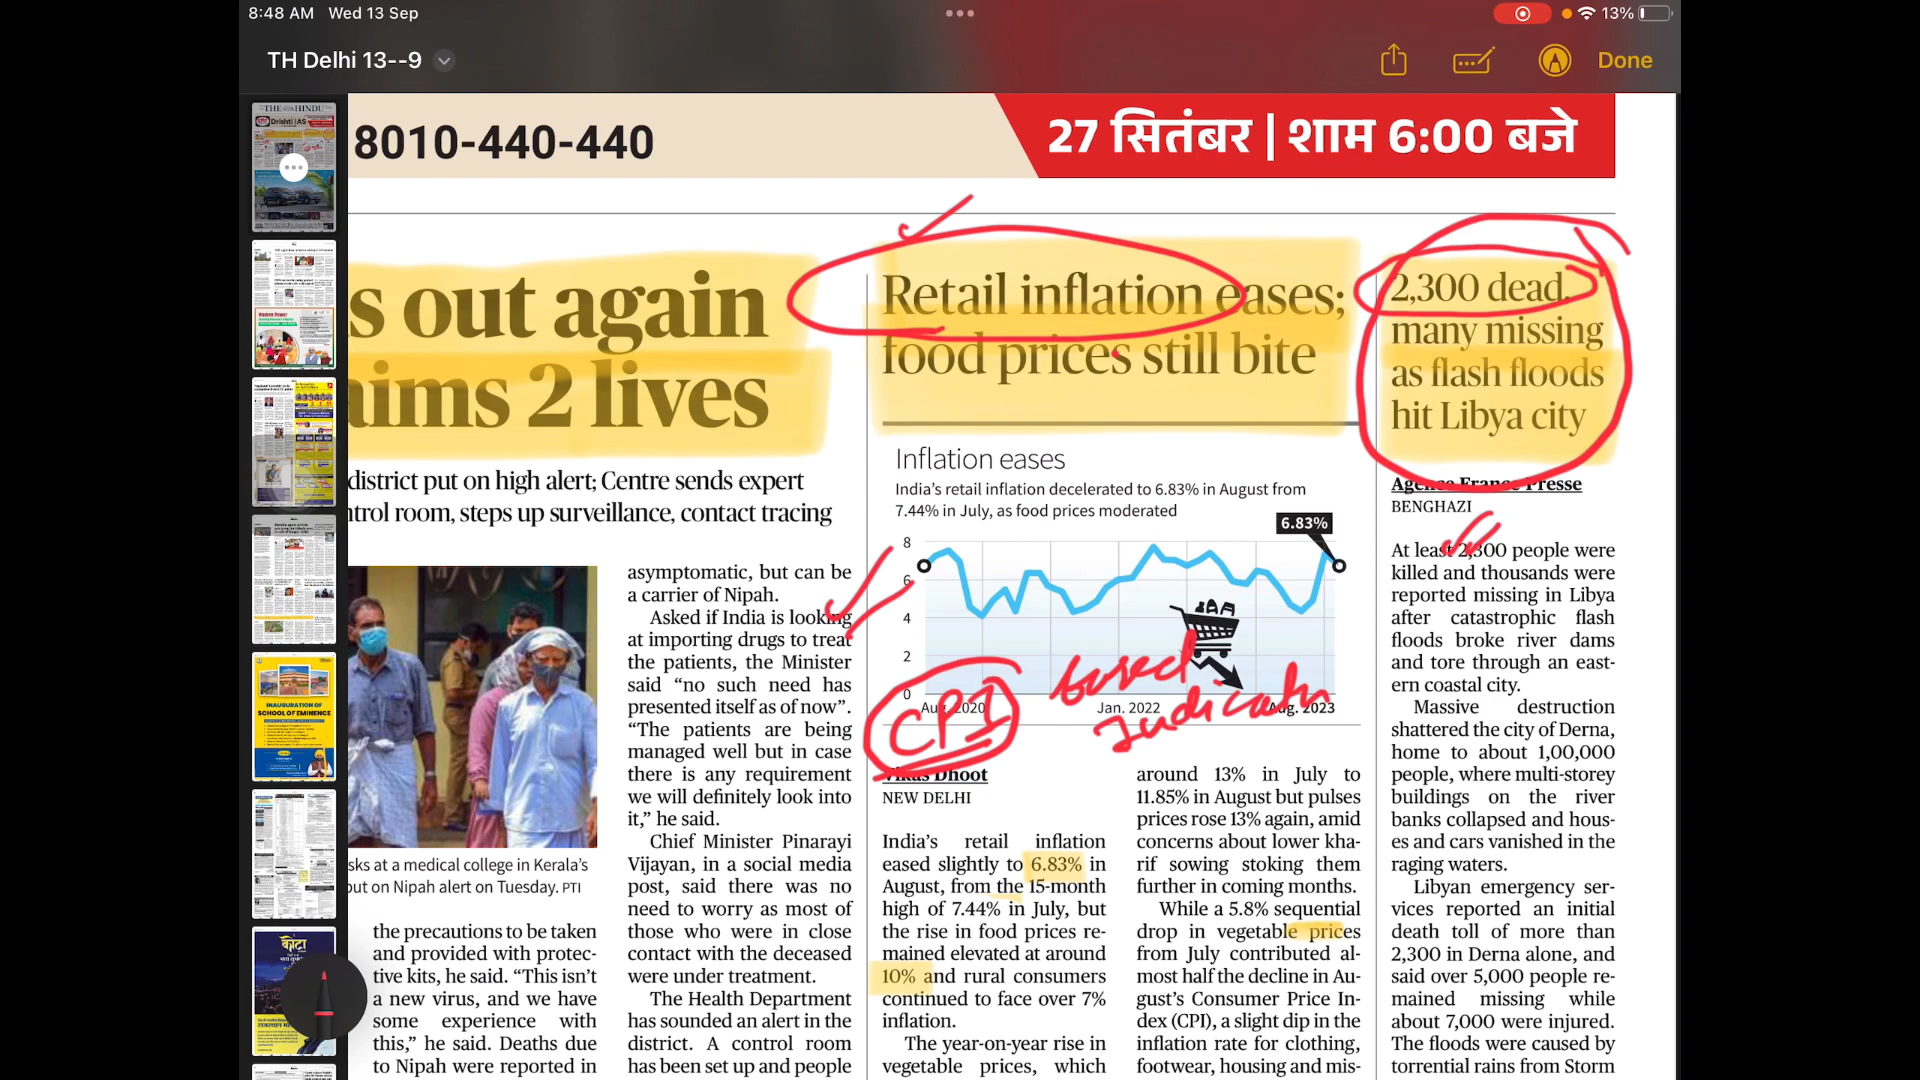 8:48 AM Wed 13 Sep
13%
TH Delhi 13--9
Done
THE HINDU
Drishti IAS
INAUGURATION OF
SCHOOL OF EMINENCE
8010-440-440
27 सितंबर | शाम 6:00 बजे
s out again
aims 2 lives
district put on high alert; Centre sends expert
ntrol room, steps up surveillance, contact tracing
sks at a medical college in Kerala's
out on Nipah alert on Tuesday. PTI
the precautions to be taken
and provided with protec-
tive kits, he said. "This isn't
a new virus, and we have
some experience with
this," he said. Deaths due
to Nipah were reported in
asymptomatic, but can be
a carrier of Nipah.
Asked if India is looking
at importing drugs to treat
the patients, the Minister
said "no such need has
presented itself as of now".
"The patients are being
managed well but in case
there is any requirement
we will definitely look into
it," he said.
Chief Minister Pinarayi
Vijayan, in a social media
post, said there was no
need to worry as most of
those who were in close
contact with the deceased
were under treatment.
The Health Department
has sounded an alert in the
district. A control room
has been set up and people
Retail inflation eases;
food prices still bite
Inflation eases
India's retail inflation decelerated to 6.83% in August from
7.44% in July, as food prices moderated
6.83%
8
6
4
2
0
Aug. 2020
Jan. 2022
Aug. 2023
CPI based
Indicator
Vikas Dhoot
NEW DELHI
India's retail inflation
eased slightly to 6.83% in
August, from the 15-month
high of 7.44% in July, but
the rise in food prices re-
mained elevated at around
10% and rural consumers
continued to face over 7%
inflation.
The year-on-year rise in
vegetable prices, which
around 13% in July to
11.85% in August but pulses
prices rose 13% again, amid
concerns about lower kha-
rif sowing stoking them
further in coming months.
While a 5.8% sequential
drop in vegetable prices
from July contributed al-
most half the decline in Au-
gust's Consumer Price In-
dex (CPI), a slight dip in the
inflation rate for clothing,
footwear, housing and mis-
2,300 dead,
many missing
as flash floods
hit Libya city
Agence France-Presse
BENGHAZI
At least 2,300 people were
killed and thousands were
reported missing in Libya
after catastrophic flash
floods broke river dams
and tore through an east-
ern coastal city.
Massive destruction
shattered the city of Derna,
home to about 1,00,000
people, where multi-storey
buildings on the river
banks collapsed and hous-
es and cars vanished in the
raging waters.
Libyan emergency ser-
vices reported an initial
death toll of more than
2,300 in Derna alone, and
said over 5,000 people re-
mained missing while
about 7,000 were injured.
The floods were caused by
torrential rains from Storm